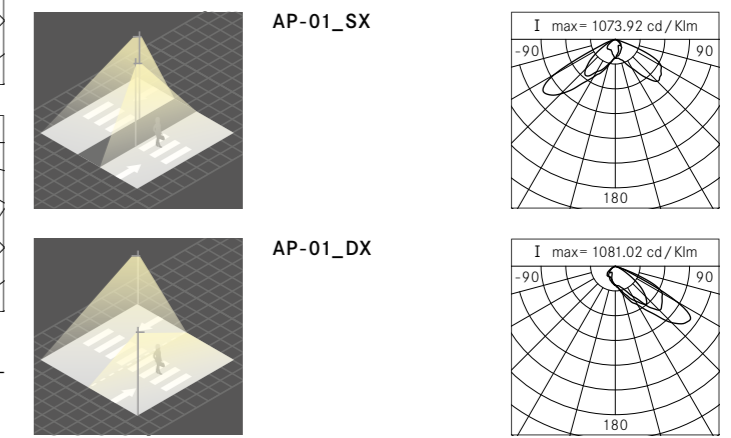 AP-01_SX
I max= 1073.92 cd/Klm
-90 90
180
AP-01_DX
I max= 1081.02 cd/Klm
-90 90
180